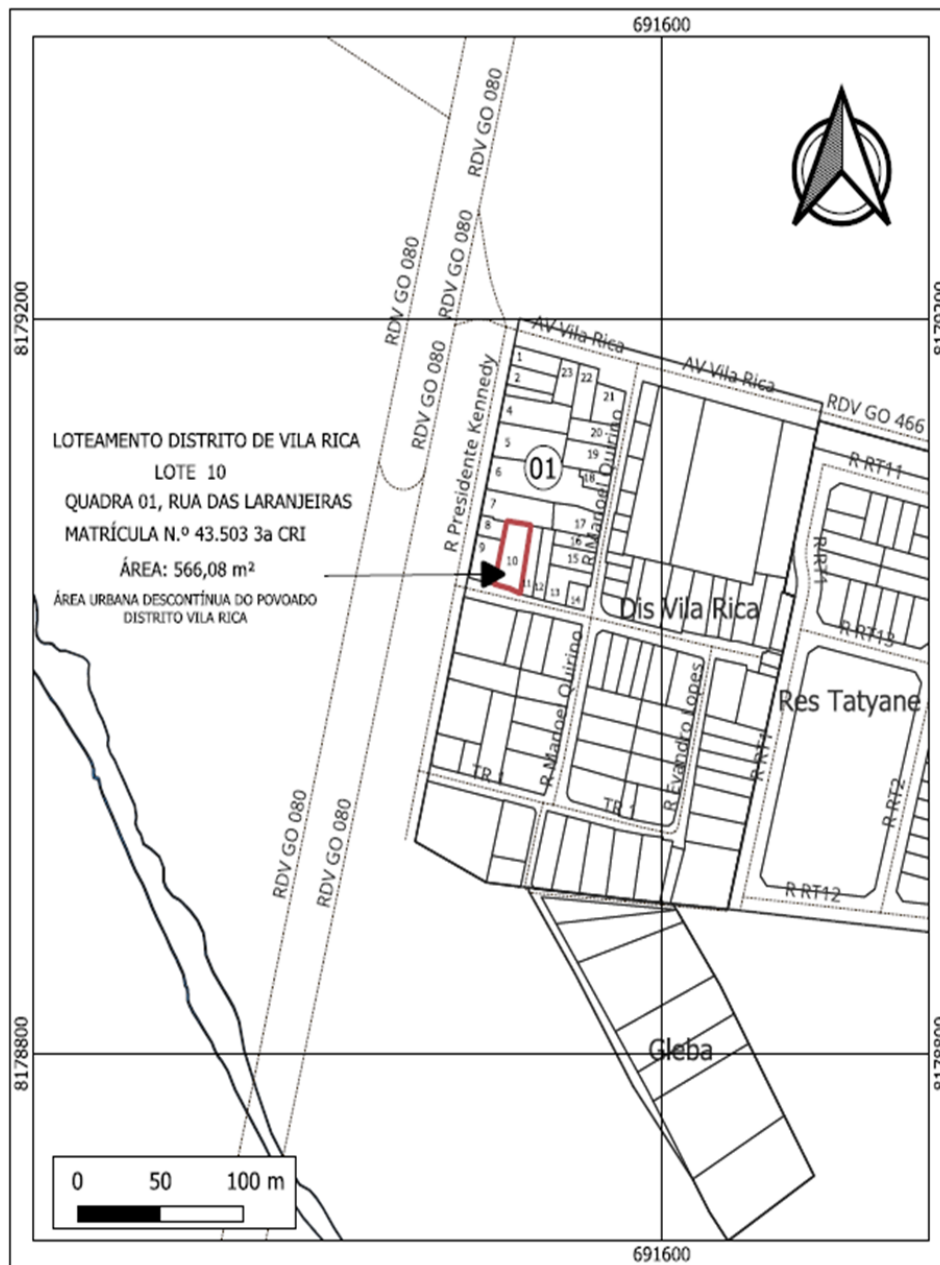 691600
RDV GO 080
RDV GO 080
RDV GO 080
8179200
8179200
AV Vila Rica
AV Vila Rica
RDV GO 080
R Presidente Kennedy
RDV GO 466
1
2
23
22
21
4
5
20
19
6
01
18
R Manoel Quirino
R RT11
7
8
17
16
9
10
15
11
12
13
14
LOTEAMENTO DISTRITO DE VILA RICA
LOTE 10
QUADRA 01, RUA DAS LARANJEIRAS
MATRÍCULA N.º 43.503 3a CRI
ÁREA: 566,08 m²
ÁREA URBANA DESCONTÍNUA DO POVOADO
DISTRITO VILA RICA
Dis Vila Rica
R RT13
Res Tatyane
R Manoel Quirino
R Evandro Lopes
R RT1
R RT2
TR 1
TR 1
RDV GO 080
RDV GO 080
R RT12
8178800
8178800
Gleba
0 50 100 m
691600